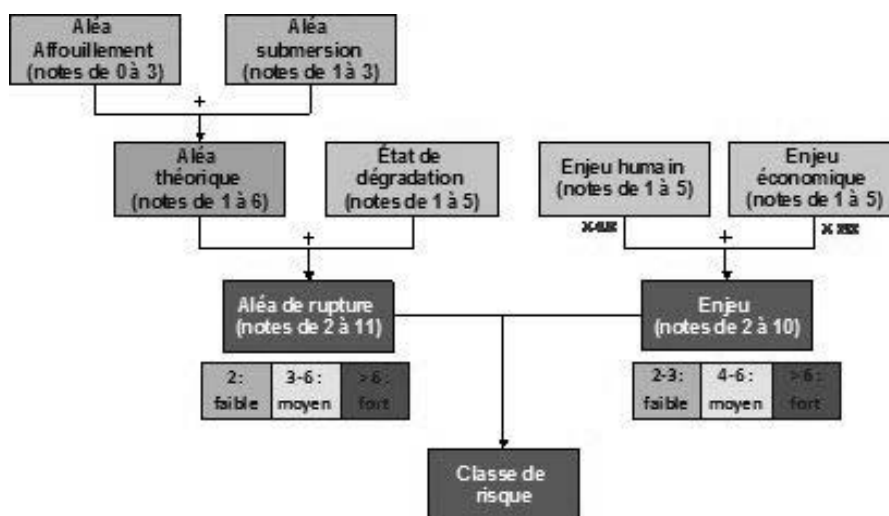 Aléa
Affouillement
(notes de 0 à 3)
Aléa
submersion
(notes de 1 à 3)
+
Aléa
théorique
(notes de 1 à 6)
État de
dégradation
(notes de 1 à 5)
Enjeu humain
(notes de 1 à 5)
Enjeu
économique
(notes de 1 à 5)
+
+
Aléa de rupture
(notes de 2 à 11)
Enjeu
(notes de 2 à 10)
2:
faible
3-6:
moyen
>6:
fort
2-3:
faible
4-6:
moyen
>6:
fort
Classe de
risque